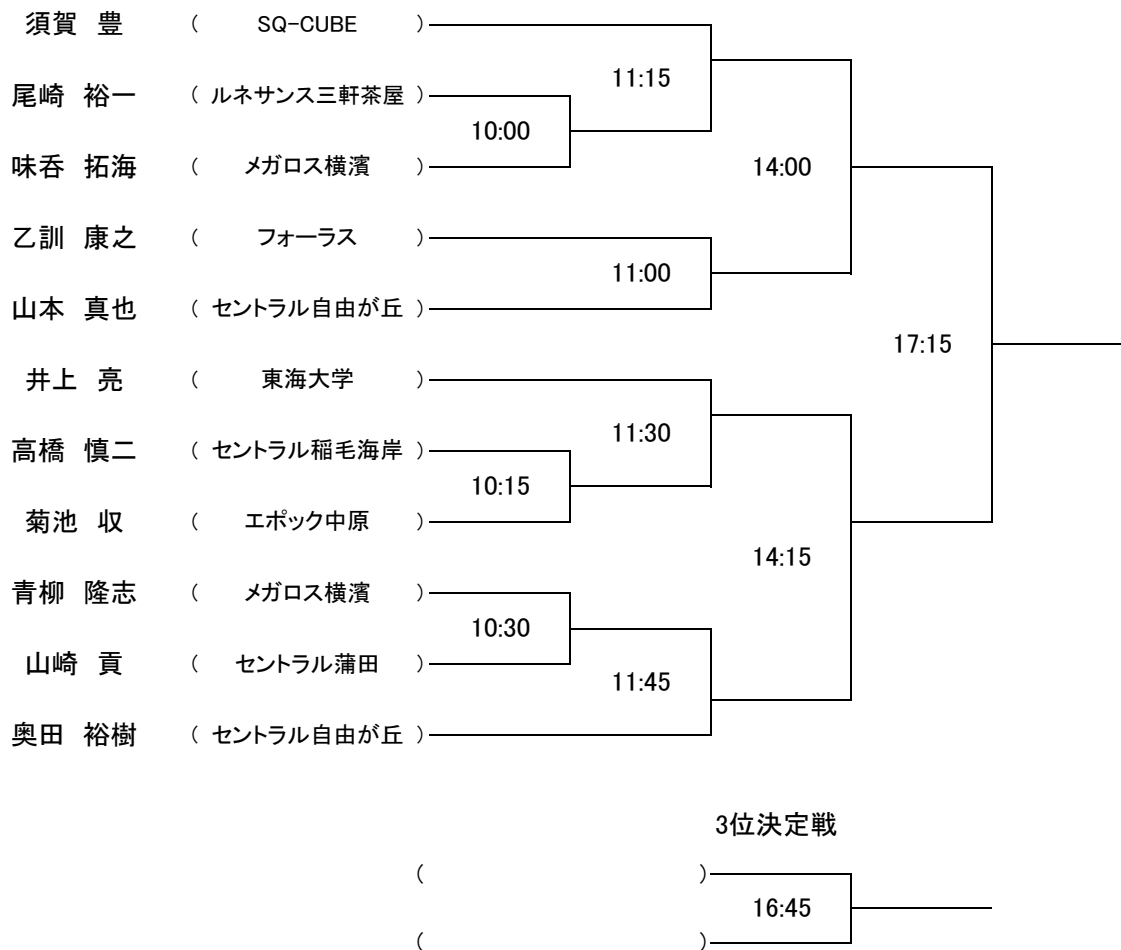 須賀 豊 ( SQ-CUBE )
11:15
尾崎 裕一 ( ルネサンス三軒茶屋 )
10:00
味呑 拓海 ( メガロス横濱 )
14:00
乙訓 康之 ( フォーラス )
11:00
山本 真也 ( セントラル自由が丘 )
17:15
井上 亮 ( 東海大学 )
11:30
高橋 慎二 ( セントラル稲毛海岸 )
10:15
菊池 収 ( エポック中原 )
14:15
青柳 隆志 ( メガロス横濱 )
10:30
山崎 貢 ( セントラル蒲田 )
11:45
奥田 裕樹 ( セントラル自由が丘 )
3位決定戦
( )
16:45
( )